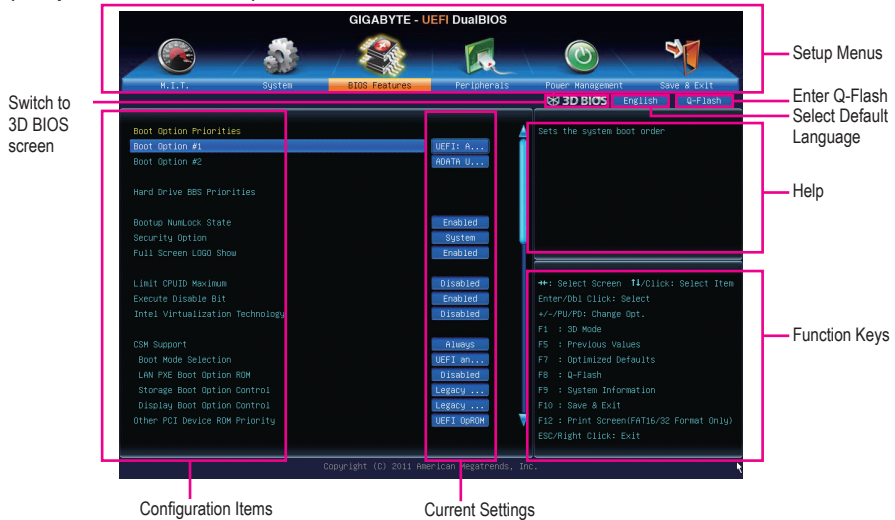 GIGABYTE - UEFI DualBIOS
M.I.T. System BIOS Features Peripherals Power Management Save & Exit
3D BIOS English Q-Flash
Setup Menus
Enter Q-Flash
Select Default
Language
Switch to
3D BIOS
screen
Boot Option Priorities
Boot Option #1 UEFI: A...
Boot Option #2 ADATA U...
Hard Drive BBS Priorities
Bootup NumLock State Enabled
Security Option System
Full Screen LOGO Show Enabled
Limit CPUID Maximum Disabled
Execute Disable Bit Enabled
Intel Virtualization Technology Disabled
CSM Support Always
Boot Mode Selection UEFI an...
LAN PXE Boot Option ROM Disabled
Storage Boot Option Control Legacy ...
Display Boot Option Control Legacy ...
Other PCI Device ROM Priority UEFI OpROM
Sets the system boot order
Help
→←: Select Screen ↑↓/Click: Select Item
Enter/Dbl Click: Select
+/-/PU/PD: Change Opt.
F1 : 3D Mode
F5 : Previous Values
F7 : Optimized Defaults
F8 : Q-Flash
F9 : System Information
F10 : Save & Exit
F12 : Print Screen(FAT16/32 Format Only)
ESC/Right Click: Exit
Function Keys
Copyright (C) 2011 American Megatrends, Inc.
Configuration Items
Current Settings